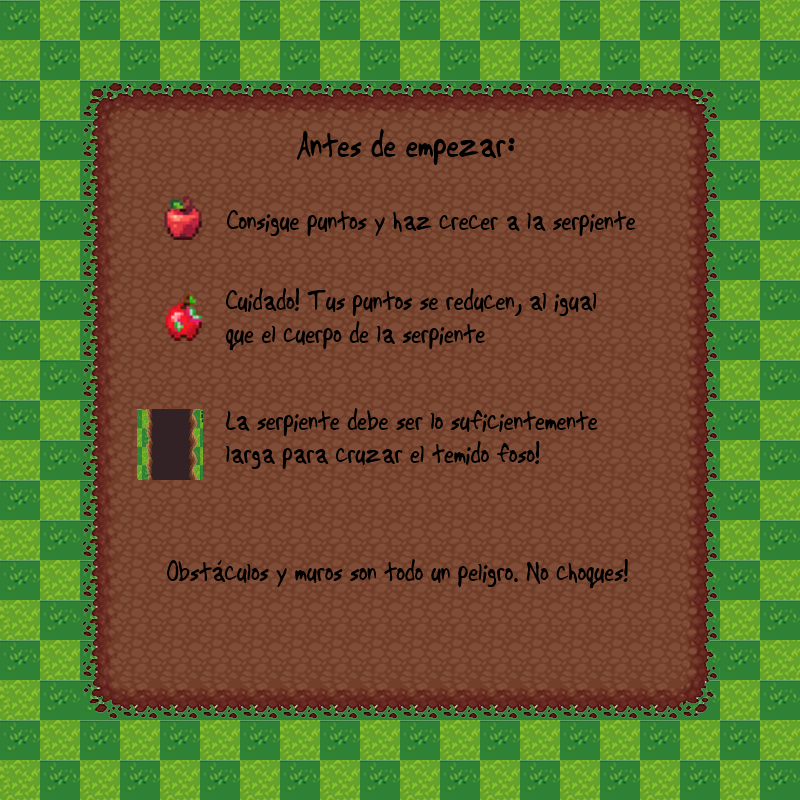 Antes de empezar:
Consigue puntos y haz crecer a la serpiente
Cuidado! Tus puntos se reducen, al igual
que el cuerpo de la serpiente
La serpiente debe ser lo suficientemente
larga para cruzar el temido foso!
Obstáculos y muros son todo un peligro. No choques!